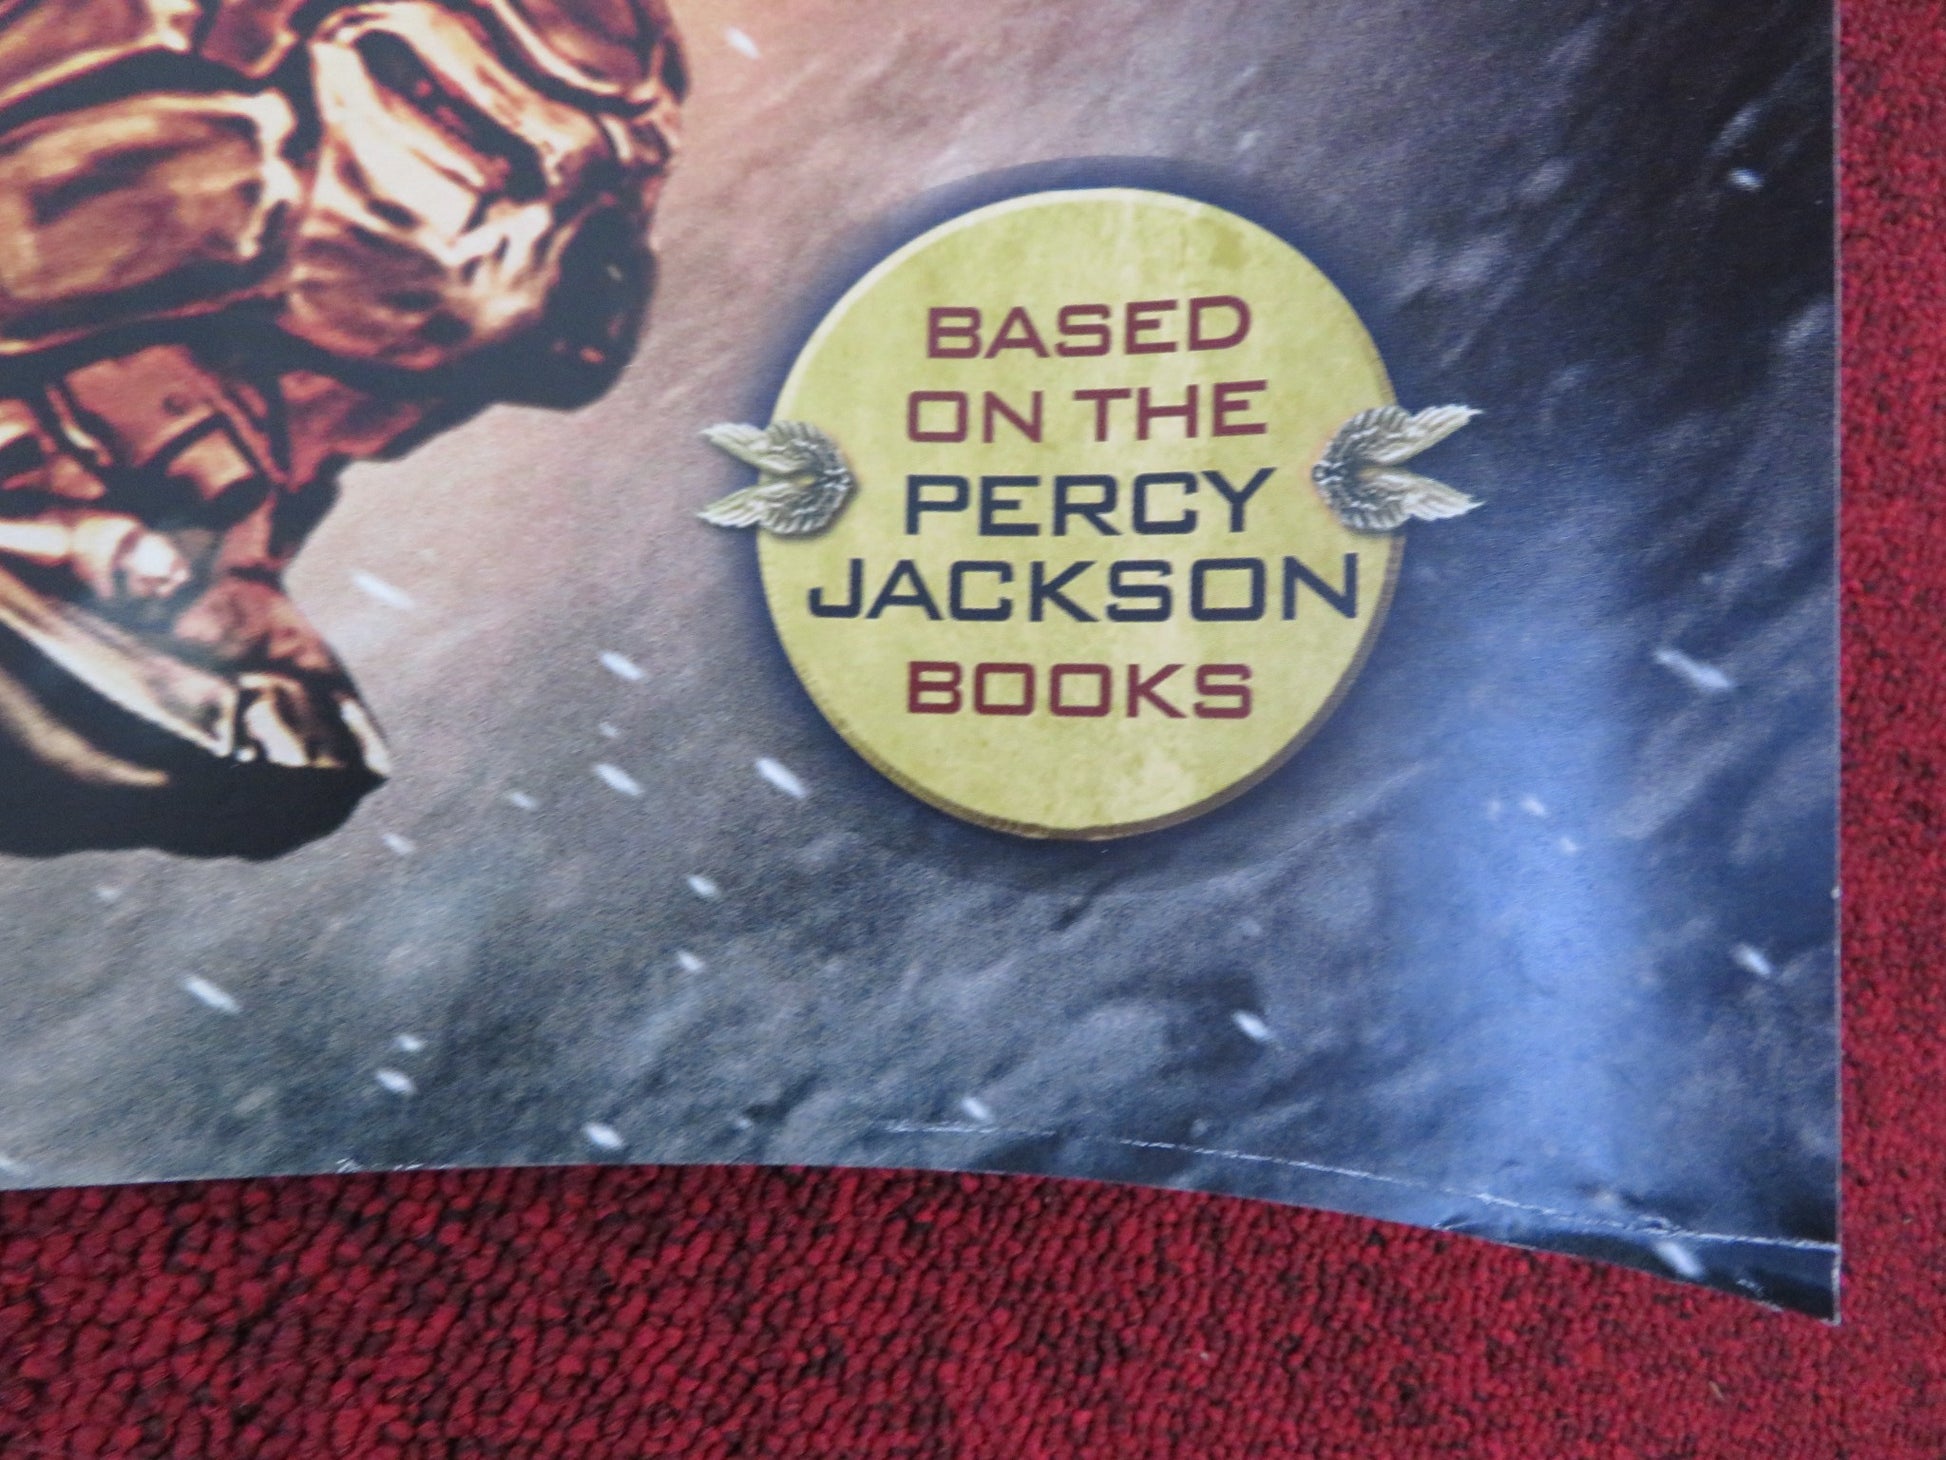 BASED
ON THE
PERCY
JACKSON
BOOKS